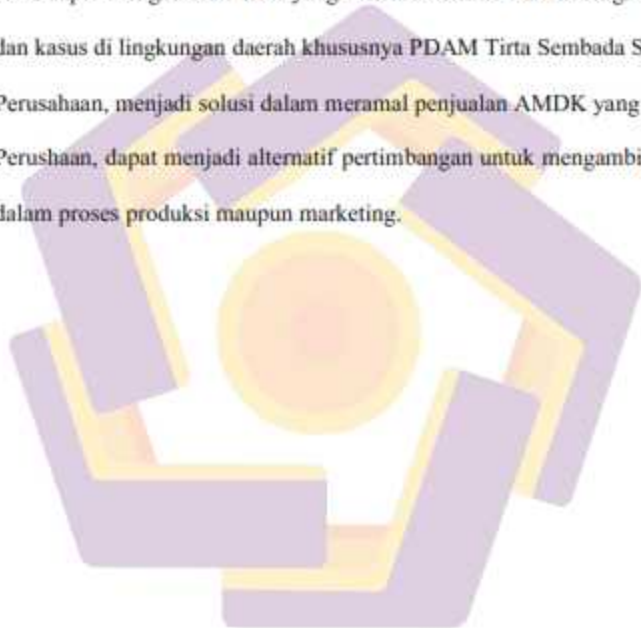 dan kasus di lingkungan daerah khususnya PDAM Tirta Sembada S
Perusahaan, menjadi solusi dalam meramal penjualan AMDK yang
Perushaan, dapat menjadi alternatif pertimbangan untuk mengambi
dalam proses produksi maupun marketing.